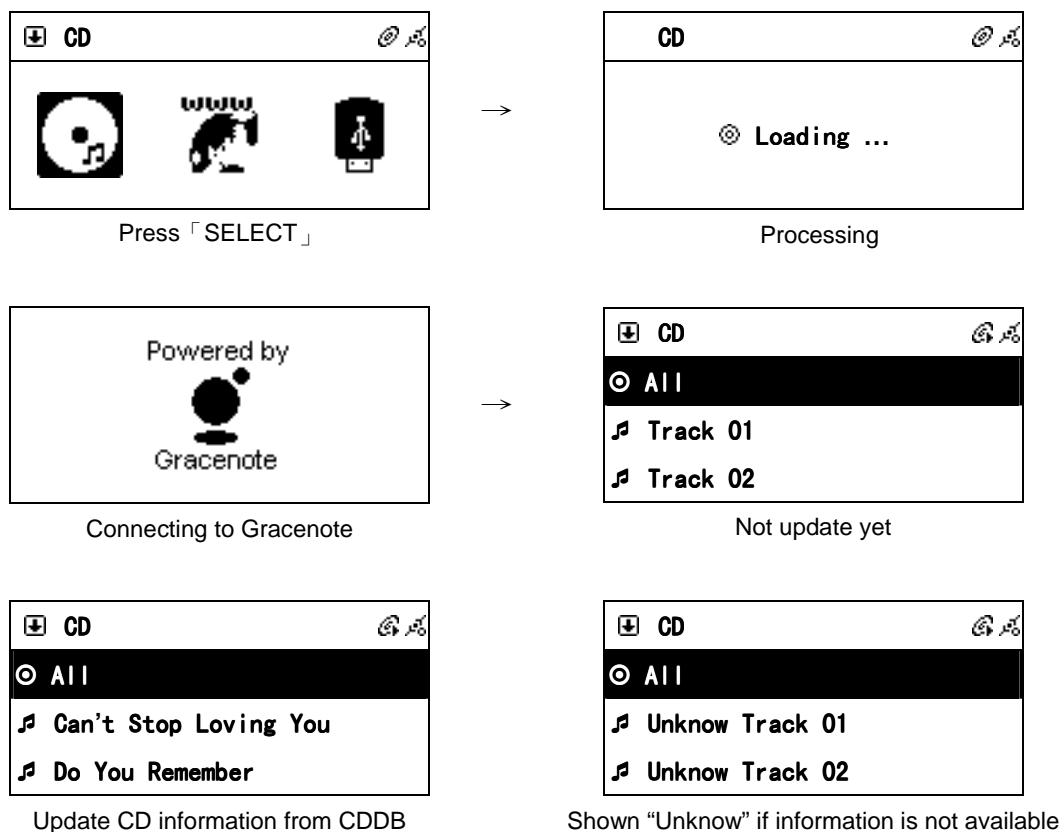 CD
CD
www
Loading ...
→
Press「SELECT」
Processing
Powered by
Gracenote
→
CD
All
Track 01
Track 02
Connecting to Gracenote
Not update yet
CD
All
Can't Stop Loving You
Do You Remember
Update CD information from CDDB
CD
All
Unknow Track 01
Unknow Track 02
Shown “Unknow” if information is not available